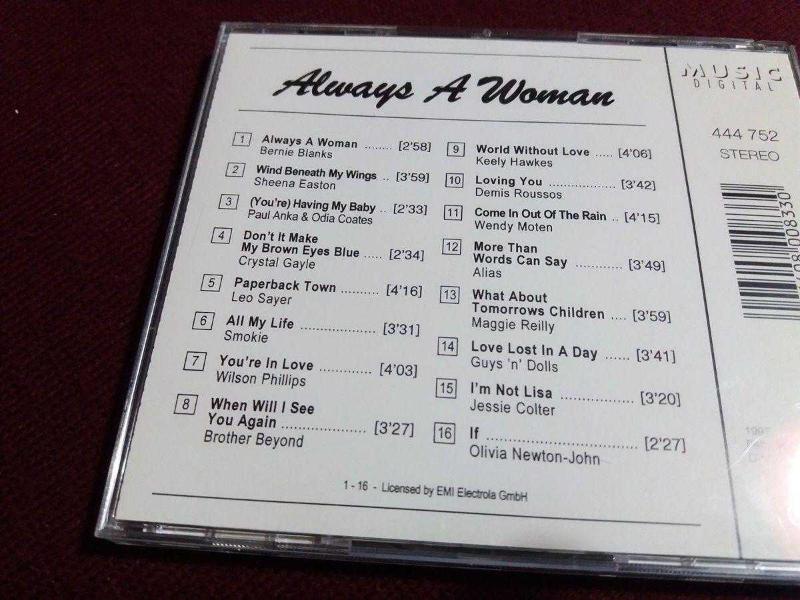 Always A Woman
1 Always A Woman ........ [2'58]
Bernie Blanks
2 Wind Beneath My Wings .. [3'59]
Sheena Easton
3 (You're) Having My Baby .. [2'33]
Paul Anka & Odia Coates
4 Don't It Make
My Brown Eyes Blue ..... [2'34]
Crystal Gayle
5 Paperback Town .......... [4'16]
Leo Sayer
6 All My Life .................. [3'31]
Smokie
7 You're In Love ............. [4'03]
Wilson Phillips
8 When Will I See
You Again .................... [3'27]
Brother Beyond
9 World Without Love ..... [4'06]
Keely Hawkes
10 Loving You ................. [3'42]
Demis Roussos
11 Come In Out Of The Rain .. [4'15]
Wendy Moten
12 More Than
Words Can Say ............ [3'49]
Alias
13 What About
Tomorrows Children .... [3'59]
Maggie Reilly
14 Love Lost In A Day ...... [3'41]
Guys 'n' Dolls
15 I'm Not Lisa ................. [3'20]
Jessie Colter
16 If .................................. [2'27]
Olivia Newton-John
1 - 16 - Licensed by EMI Electrola GmbH
MUSIC
DIGITAL
444 752
STEREO